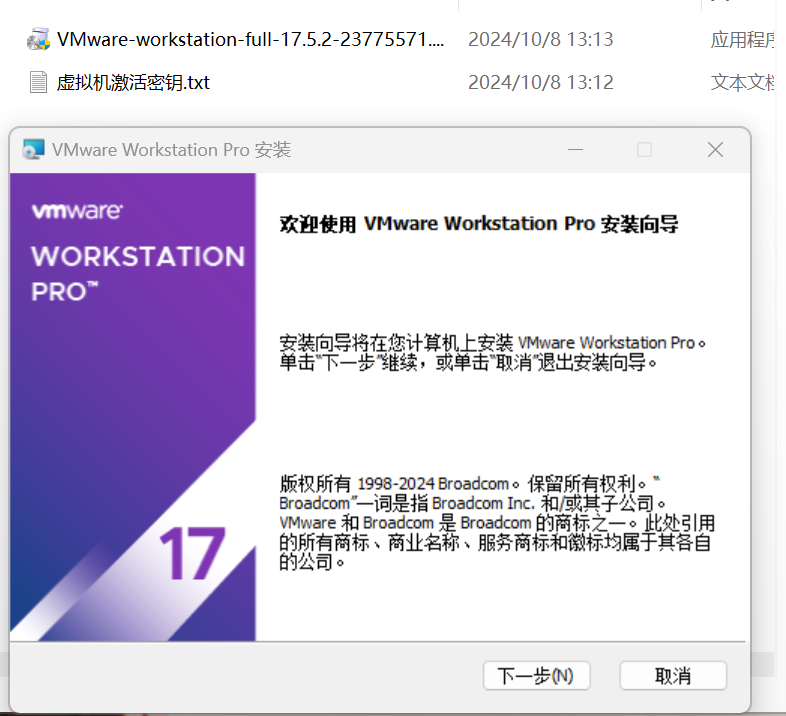 VMware-workstation-full-17.5.2-23775571.... 2024/10/8 13:13 应用程序
虚拟机激活密钥.txt 2024/10/8 13:12 文本文档
VMware Workstation Pro 安装
vmware
WORKSTATION
PRO™
欢迎使用 VMware Workstation Pro 安装向导
安装向导将在您计算机上安装 VMware Workstation Pro。
单击“下一步”继续，或单击“取消”退出安装向导。
版权所有 1998-2024 Broadcom。保留所有权利。“
Broadcom”一词是指 Broadcom Inc. 和/或其子公司。
VMware 和 Broadcom 是 Broadcom 的商标之一。此处引用
的所有商标、商业名称、服务商标和徽标均属于其各自
的公司。
17
下一步(N) 取消